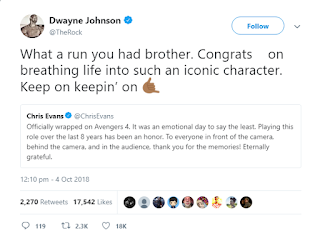 Dwayne Johnson
@TheRock
Follow
What a run you had brother. Congrats on
breathing life into such an iconic character.
Keep on keepin' on 🤙🏾
Chris Evans @ChrisEvans
Officially wrapped on Avengers 4. It was an emotional day to say the least. Playing this
role over the last 8 years has been an honor. To everyone in front of the camera,
behind the camera, and in the audience, thank you for the memories! Eternally
grateful.
12:10 pm - 4 Oct 2018
2,270 Retweets 17,542 Likes
119 2.3K 18K